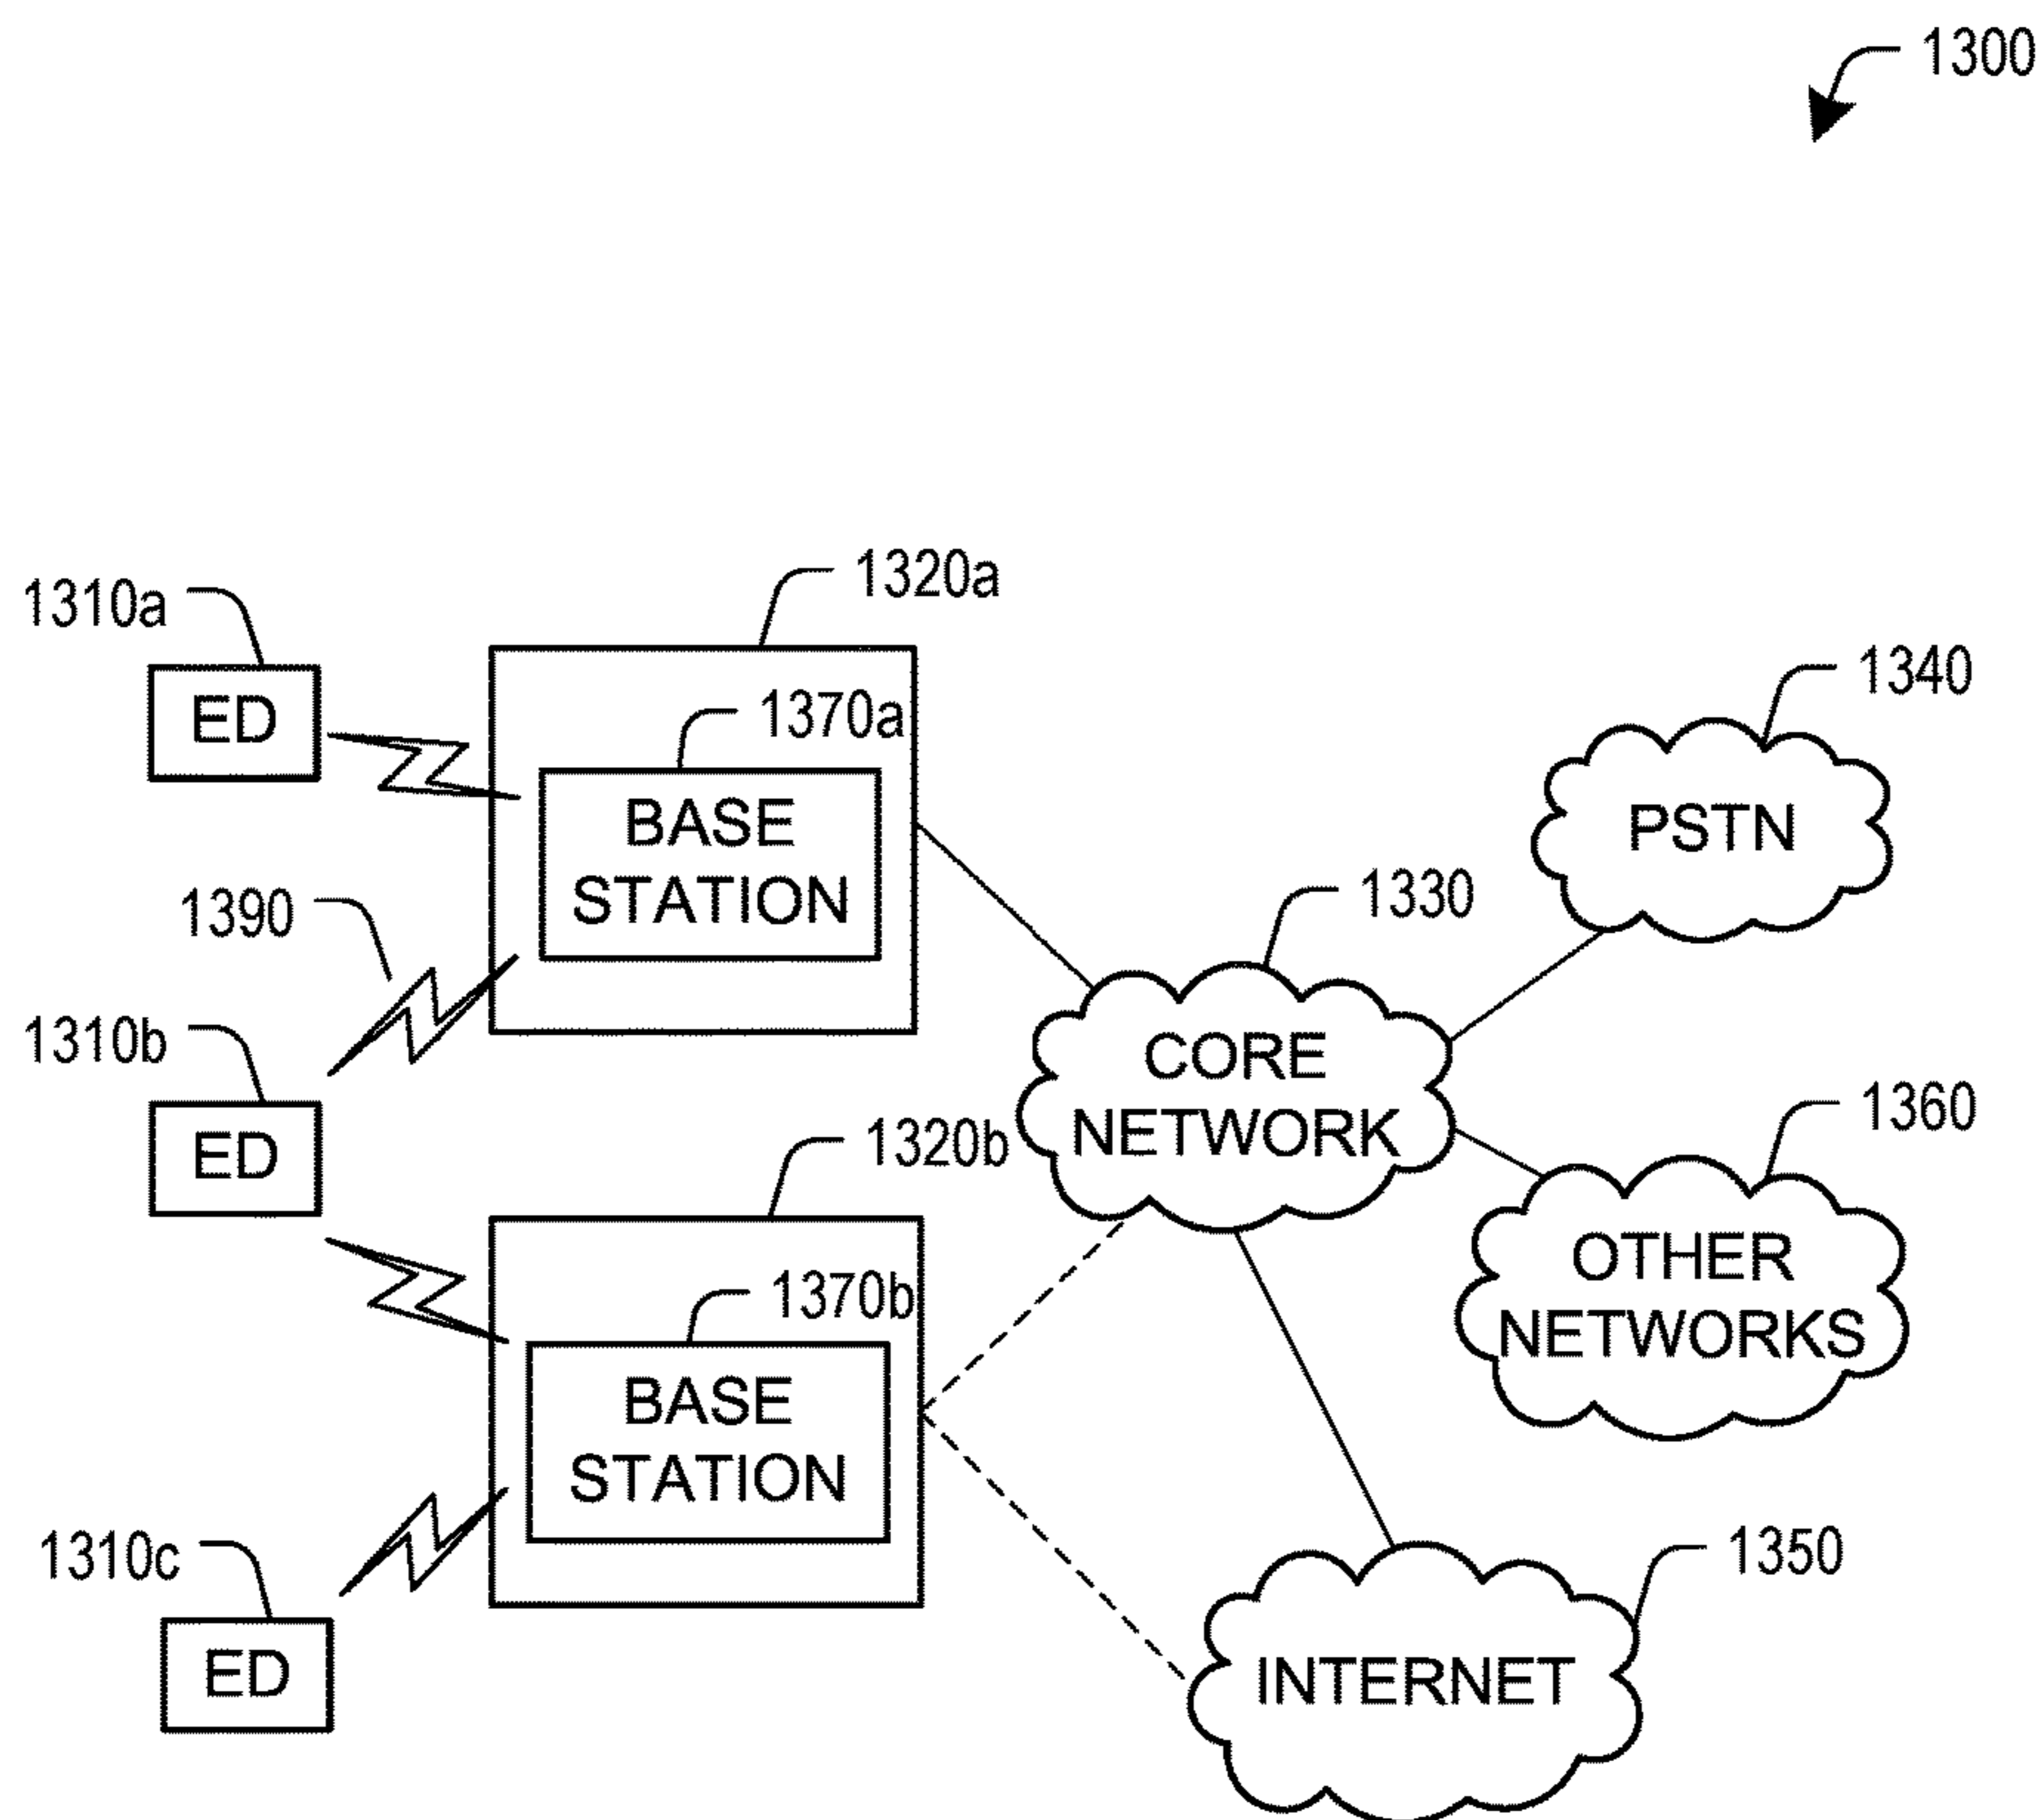 1300
1320a
1310a
ED
1370a
BASE
STATION
1340
PSTN
1390
1330
CORE
NETWORK
1310b
ED
1320b
1360
OTHER
NETWORKS
1370b
BASE
STATION
1310c
ED
1350
INTERNET